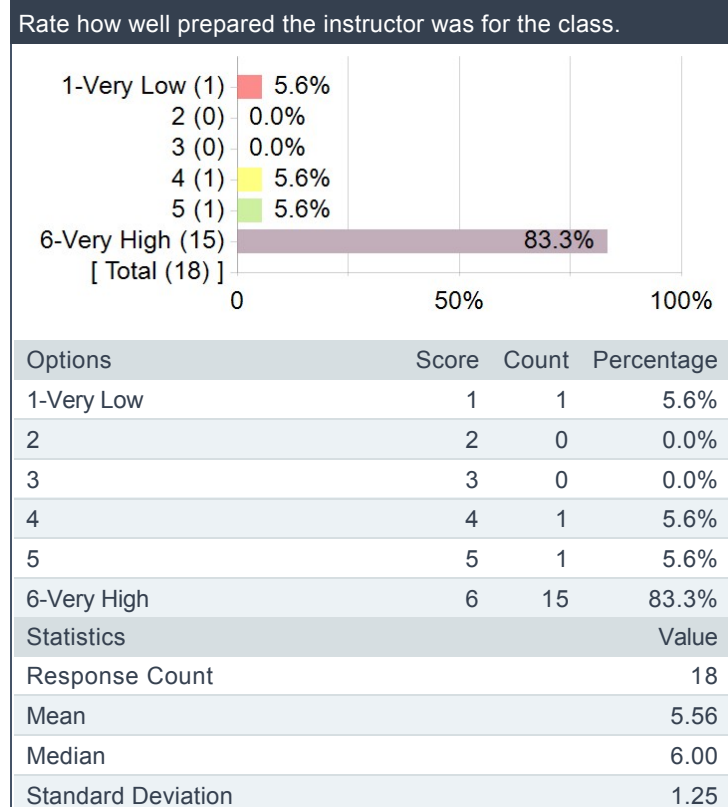 Rate how well prepared the instructor was for the class.
1-Very Low (1) 5.6%
2 (0) 0.0%
3 (0) 0.0%
4 (1) 5.6%
5 (1) 5.6%
6-Very High (15) 83.3%
[ Total (18) ]
0 50% 100%
Options Score Count Percentage
1-Very Low 1 1 5.6%
2 2 0 0.0%
3 3 0 0.0%
4 4 1 5.6%
5 5 1 5.6%
6-Very High 6 15 83.3%
Statistics Value
Response Count 18
Mean 5.56
Median 6.00
Standard Deviation 1.25